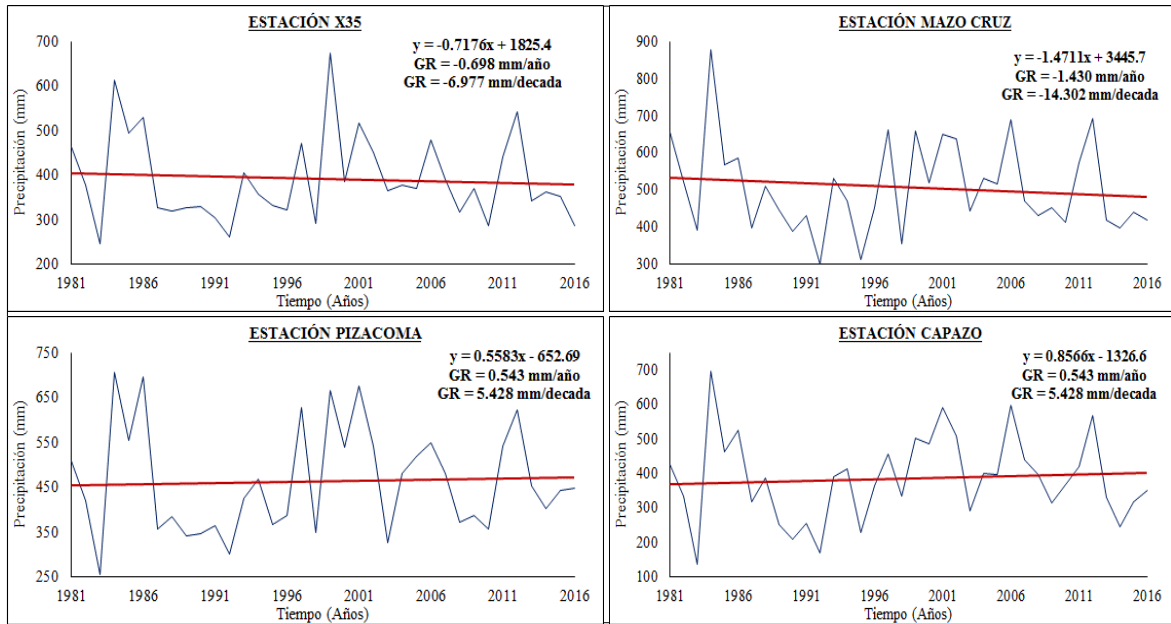 ESTACIÓN X35
y = -0.7176x + 1825.4
GR = -0.698 mm/año
GR = -6.977 mm/decada
Precipitación (mm)
700
600
500
400
300
200
1981 1986 1991 1996 2001 2006 2011 2016
Tiempo (Años)
ESTACIÓN MAZO CRUZ
y = -1.4711x + 3445.7
GR = -1.430 mm/año
GR = -14.302 mm/decada
Precipitación (mm)
900
800
700
600
500
400
300
1981 1986 1991 1996 2001 2006 2011 2016
Tiempo (Años)
ESTACIÓN PIZACOMA
y = 0.5583x - 652.69
GR = 0.543 mm/año
GR = 5.428 mm/decada
Precipitación (mm)
750
650
550
450
350
250
1981 1986 1991 1996 2001 2006 2011 2016
Tiempo (Años)
ESTACIÓN CAPAZO
y = 0.8566x - 1326.6
GR = 0.543 mm/año
GR = 5.428 mm/decada
Precipitación (mm)
700
600
500
400
300
200
100
1981 1986 1991 1996 2001 2006 2011 2016
Tiempo (Años)